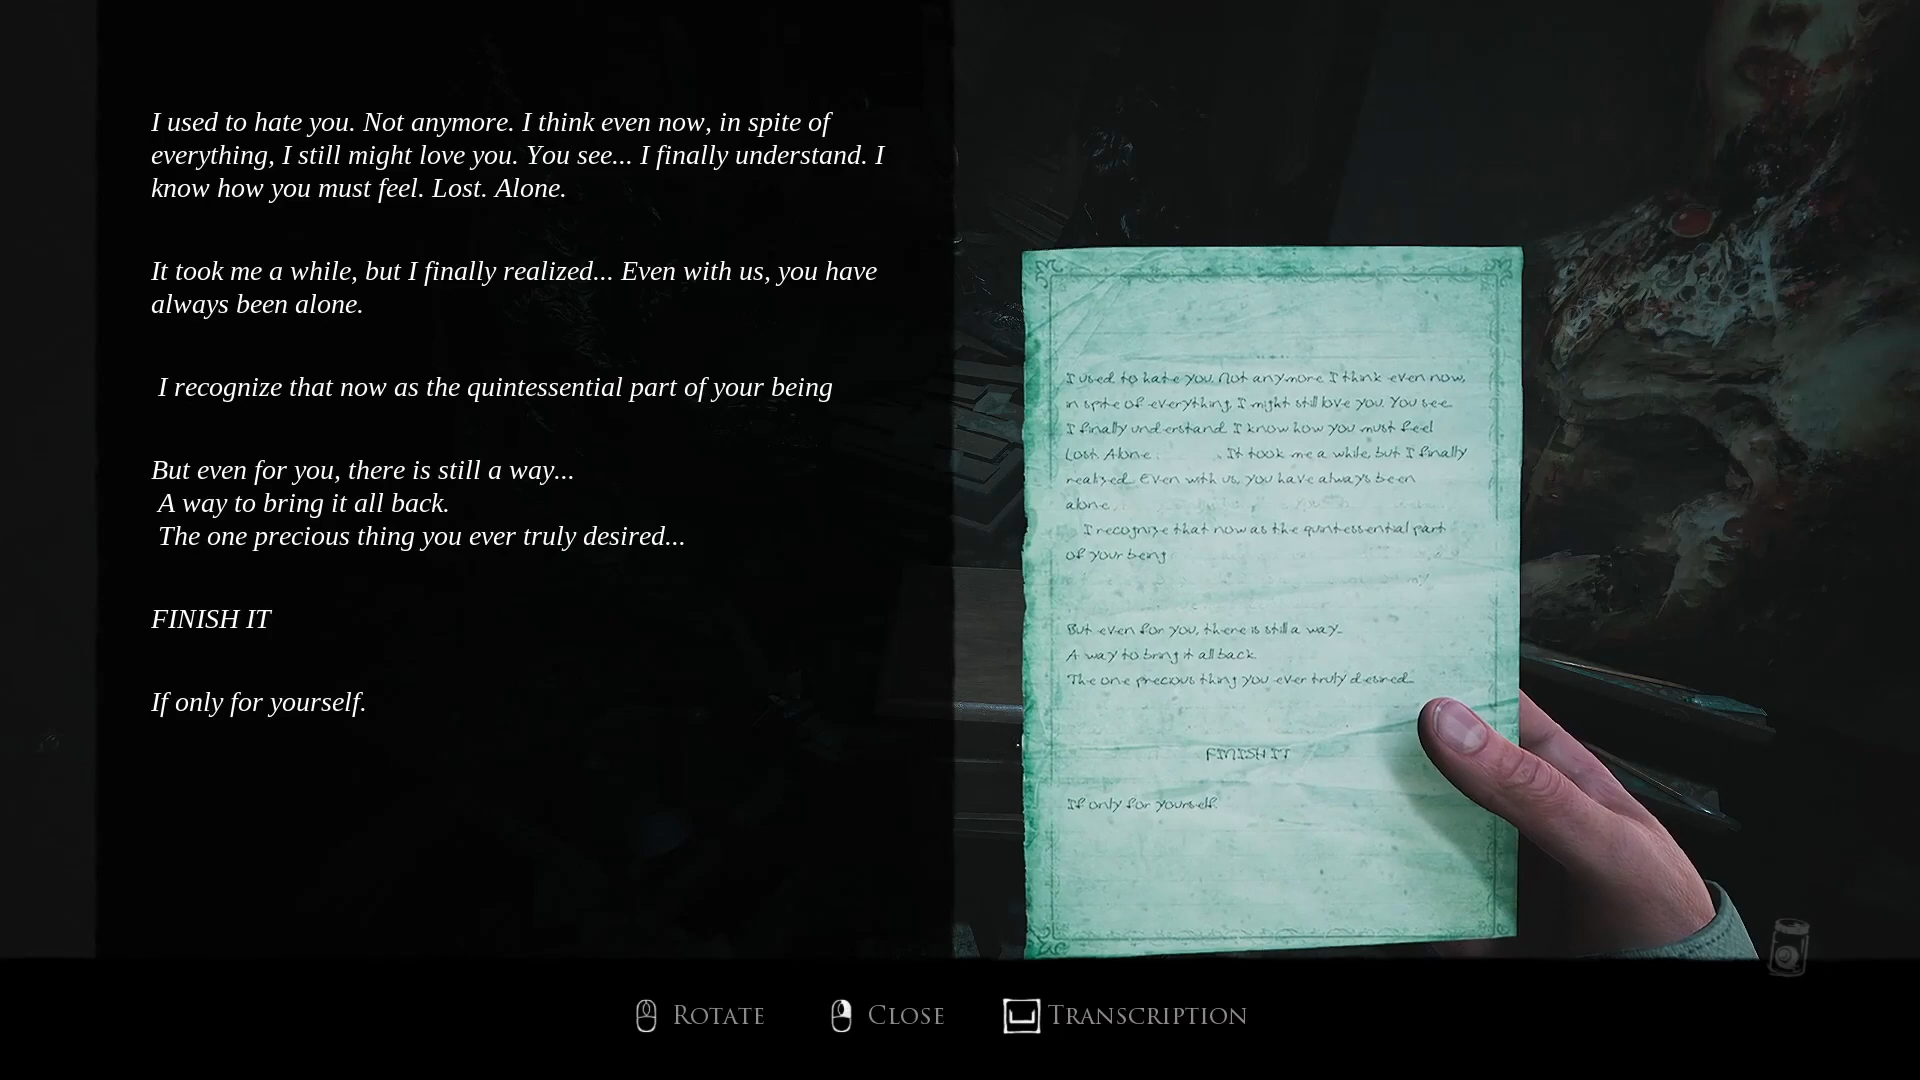 I used to hate you. Not anymore. I think even now, in spite of
everything, I still might love you. You see... I finally understand. I
know how you must feel. Lost. Alone.
It took me a while, but I finally realized... Even with us, you have
always been alone.
I recognize that now as the quintessential part of your being
But even for you, there is still a way...
A way to bring it all back.
The one precious thing you ever truly desired...
FINISH IT
If only for yourself.
I used to hate you. Not anymore. I think even now,
in spite of everything, I might still love you. You see...
I finally understand. I know how you must feel
Lost. Alone. It took me a while, but I finally
realized... Even with us, you have always been
alone.
I recognize that now as the quintessential part
of your being
But even for you, there is still a way...
A way to bring it all back.
The one precious thing you ever truly desired...
FINISH IT
If only for yourself.
Rotate
Close
Transcription